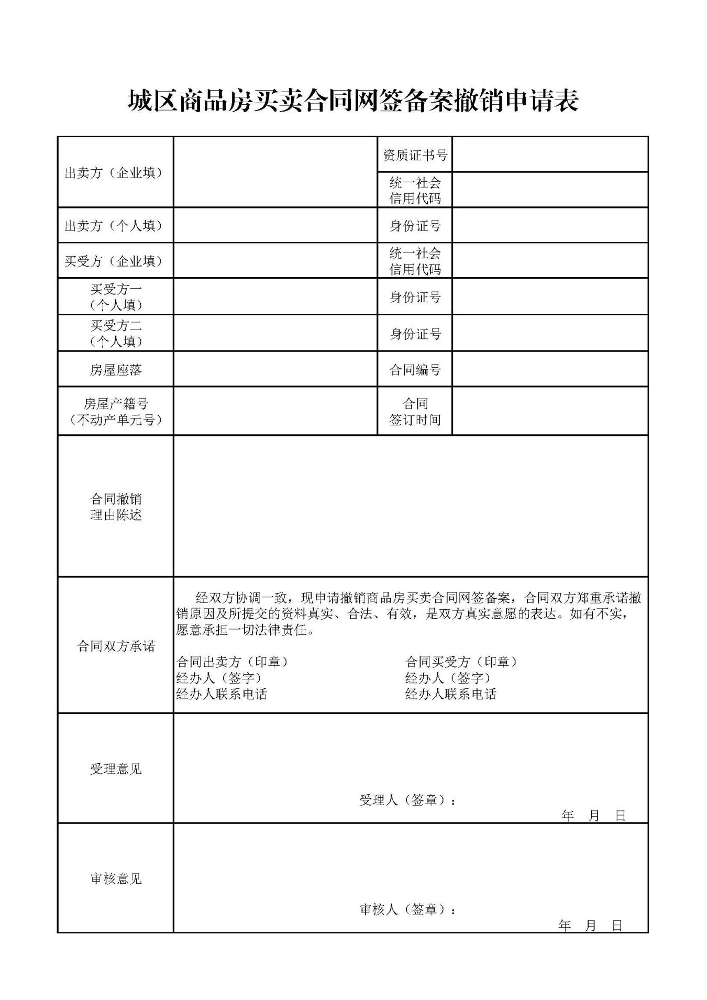 城区商品房买卖合同网签备案撤销申请表
出卖方（企业填）
资质证书号
统一社会
信用代码
出卖方（个人填）
身份证号
买受方（企业填）
统一社会
信用代码
买受方一
（个人填）
身份证号
买受方二
（个人填）
身份证号
房屋座落
合同编号
房屋产籍号
（不动产单元号）
合同
签订时间
合同撤销
理由陈述
合同双方承诺
经双方协调一致，现申请撤销商品房买卖合同网签备案，合同双方郑重承诺撤
销原因及所提交的资料真实、合法、有效，是双方真实意愿的表达。如有不实，
愿意承担一切法律责任。
合同出卖方（印章） 合同买受方（印章）
经办人（签字） 经办人（签字）
经办人联系电话 经办人联系电话
受理意见
受理人（签章）：
年 月 日
审核意见
审核人（签章）：
年 月 日